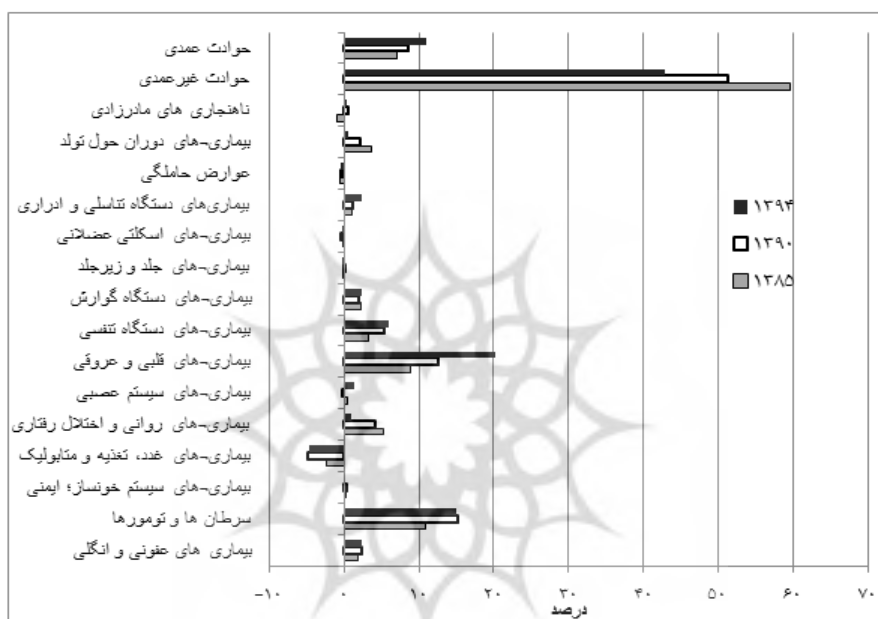 حوادث عمدی
حوادث غیرعمدی
ناهنجاری های مادرزادی
بیماری-های دوران حول تولد
عوارض حاملگی
بیماری‌های دستگاه تناسلی و ادراری
بیماری-های اسکلتی عضلانی
بیماری-های جلد و زیرجلد
بیماری-های دستگاه گوارش
بیماری-های دستگاه تنفسی
بیماری-های قلبی و عروقی
بیماری-های سیستم عصبی
بیماری-های روانی و اختلال رفتاری
بیماری-های غدد، تغذیه و متابولیک
بیماری-های سیستم خونساز؛ ایمنی
سرطان ها و تومورها
بیماری های عفونی و انگلی
۱۳۹۴
۱۳۹۰
۱۳۸۵
-۱۰ ۰ ۱۰ ۲۰ ۳۰ ۴۰ ۵۰ ۶۰ ۷۰
درصد